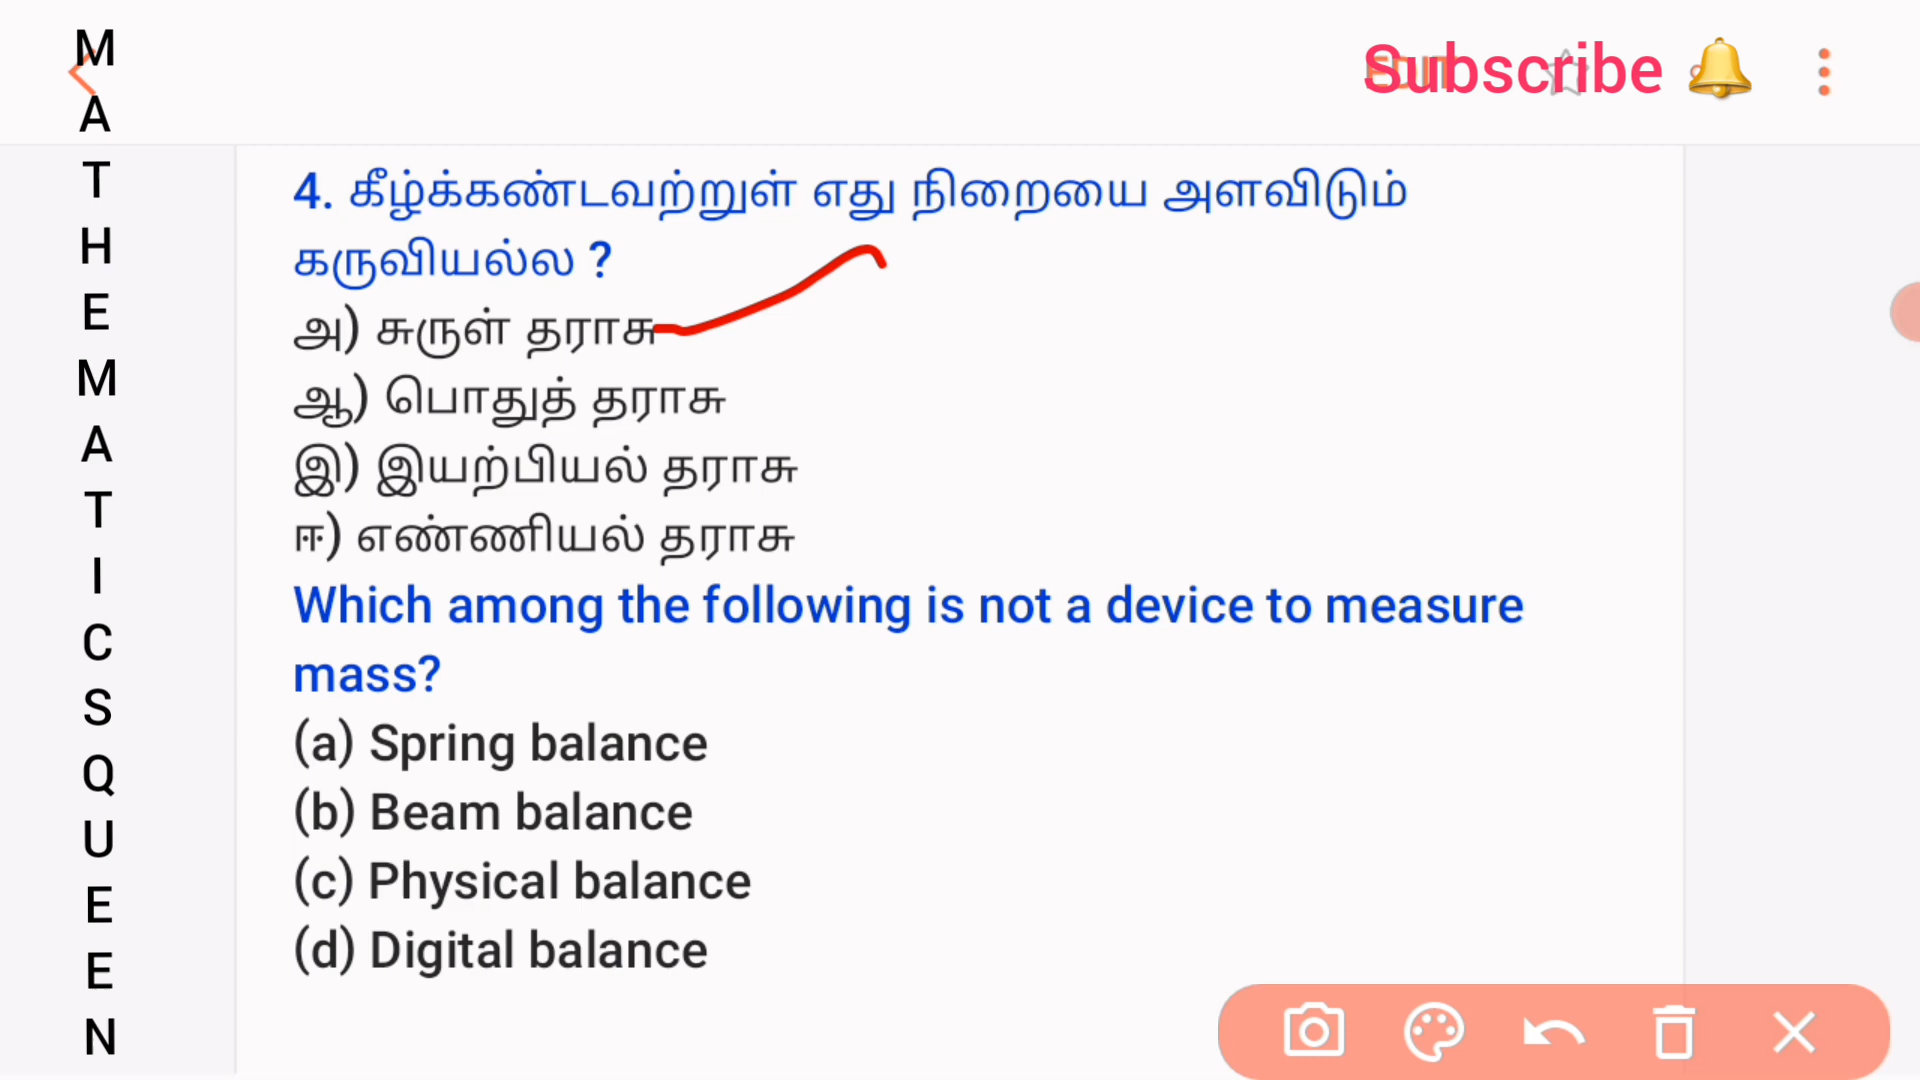 MATHEMATICSQUEEN
Subscribe 🔔
4. கீழ்க்கண்டவற்றுள் எது நிறையை அளவிடும்
கருவியல்ல ?
அ) சுருள் தராசு
ஆ) பொதுத் தராசு
இ) இயற்பியல் தராசு
ஈ) எண்ணியல் தராசு
Which among the following is not a device to measure
mass?
(a) Spring balance
(b) Beam balance
(c) Physical balance
(d) Digital balance